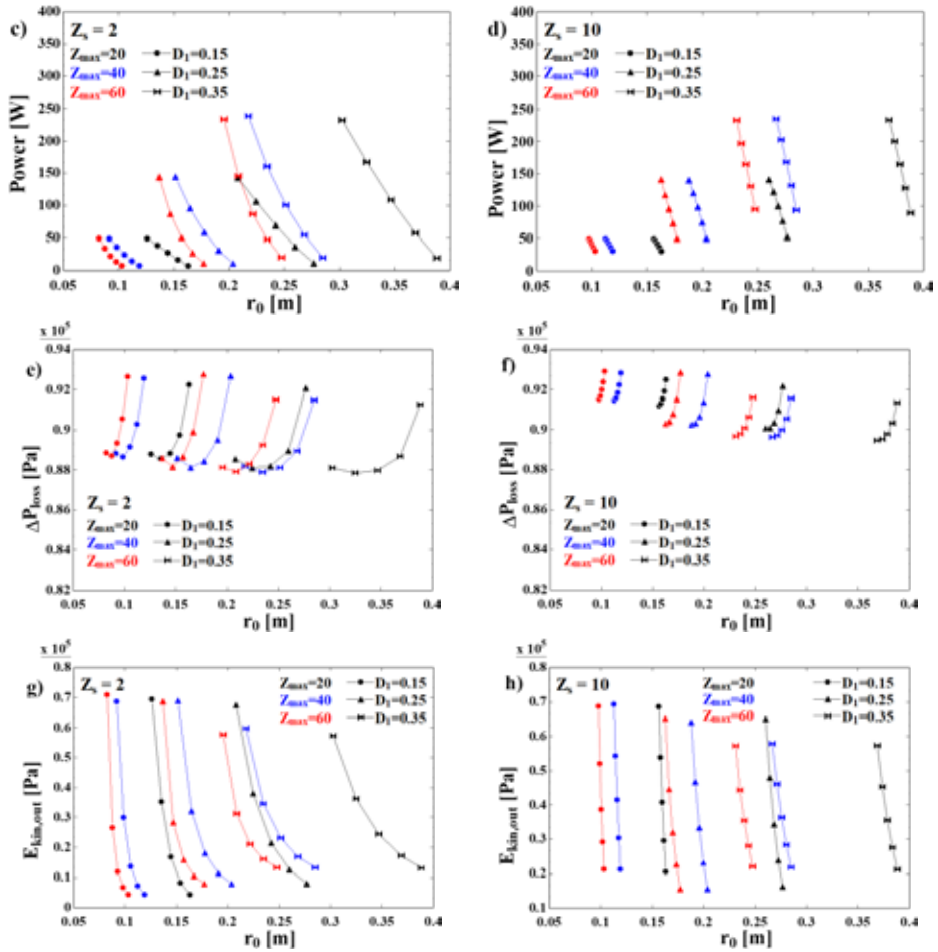 c)
Z_s = 2
Z_max=20 D_1=0.15
Z_max=40 D_1=0.25
Z_max=60 D_1=0.35
Power [W]
400
350
300
250
200
150
100
50
0
0.05 0.1 0.15 0.2 0.25 0.3 0.35 0.4
r_0 [m]
d)
Z_s = 10
Z_max=20 D_1=0.15
Z_max=40 D_1=0.25
Z_max=60 D_1=0.35
Power [W]
400
350
300
250
200
150
100
50
0
0.05 0.1 0.15 0.2 0.25 0.3 0.35 0.4
r_0 [m]
x 10^5
e)
ΔP_loss [Pa]
0.94
0.92
0.9
0.88
0.86
0.84
0.82
Z_s = 2
Z_max=20 D_1=0.15
Z_max=40 D_1=0.25
Z_max=60 D_1=0.35
0.05 0.1 0.15 0.2 0.25 0.3 0.35 0.4
r_0 [m]
x 10^5
f)
ΔP_loss [Pa]
0.94
0.92
0.9
0.88
0.86
0.84
0.82
Z_s = 10
Z_max=20 D_1=0.15
Z_max=40 D_1=0.25
Z_max=60 D_1=0.35
0.05 0.1 0.15 0.2 0.25 0.3 0.35 0.4
r_0 [m]
x 10^5
g)
Z_s = 2
Z_max=20 D_1=0.15
Z_max=40 D_1=0.25
Z_max=60 D_1=0.35
E_kin,out [Pa]
0.8
0.7
0.6
0.5
0.4
0.3
0.2
0.1
0
0.05 0.1 0.15 0.2 0.25 0.3 0.35 0.4
r_0 [m]
x 10^5
h)
Z_s = 10
Z_max=20 D_1=0.15
Z_max=40 D_1=0.25
Z_max=60 D_1=0.35
E_kin,out [Pa]
0.8
0.7
0.6
0.5
0.4
0.3
0.2
0.1
0.05 0.1 0.15 0.2 0.25 0.3 0.35 0.4
r_0 [m]